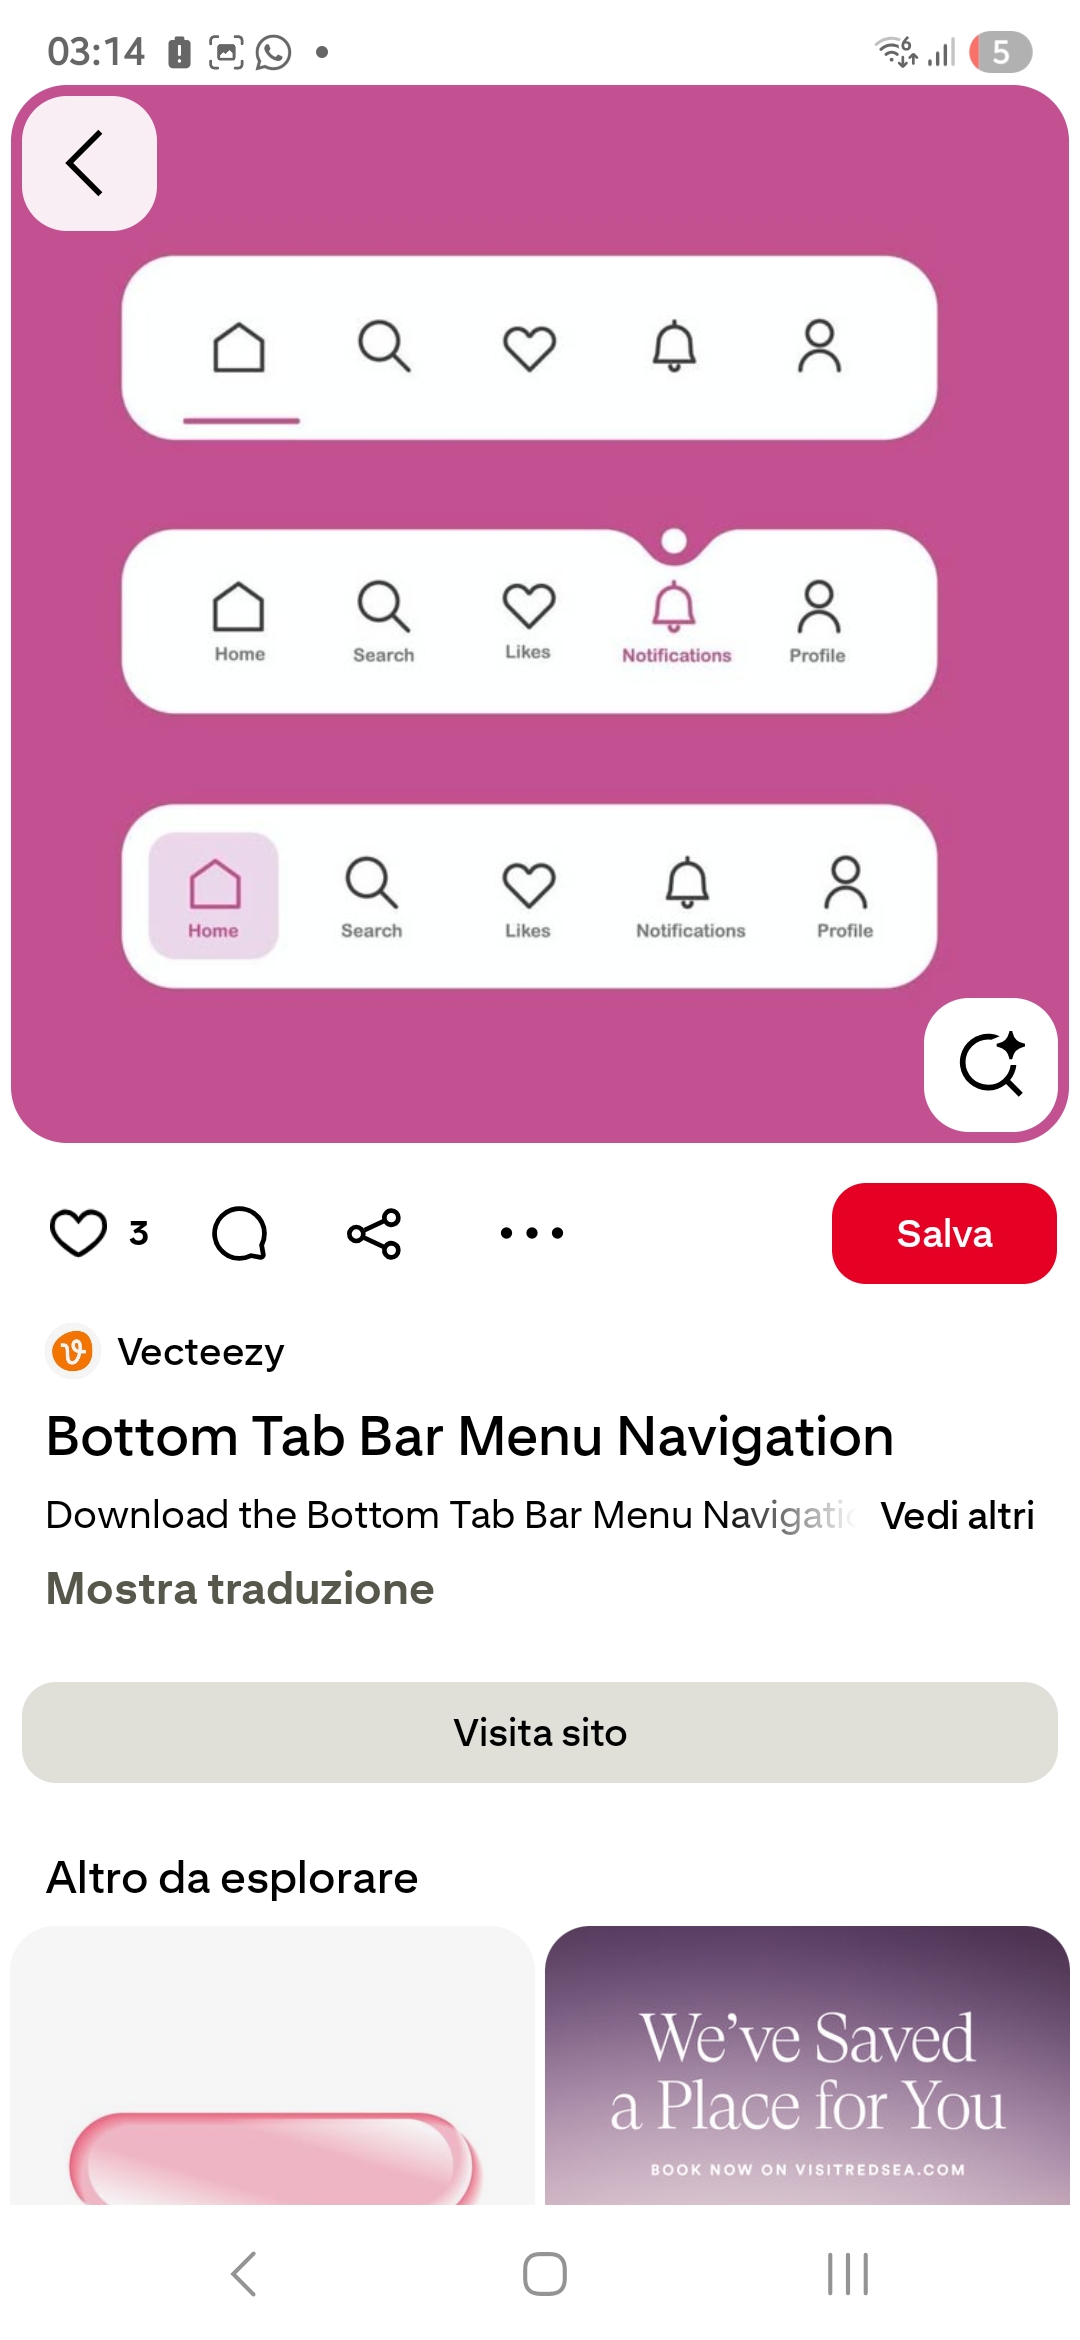 03:14
6
5
Home
Search
Likes
Notifications
Profile
Home
Search
Likes
Notifications
Profile
3
Salva
Vecteezy
Bottom Tab Bar Menu Navigation
Download the Bottom Tab Bar Menu Navigatio Vedi altri
Mostra traduzione
Visita sito
Altro da esplorare
We've Saved
a Place for You
BOOK NOW ON VISITREDSEA.COM